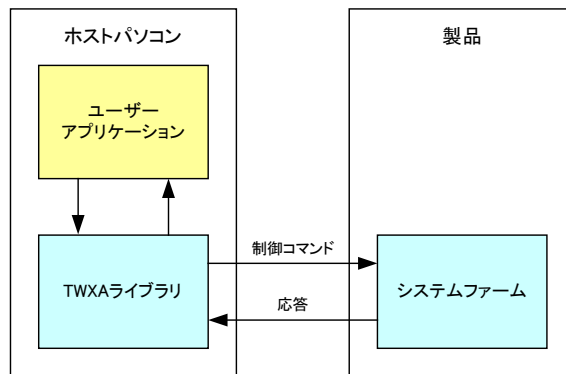 ホストパソコン
製品
ユーザー
アプリケーション
制御コマンド
TWXAライブラリ
システムファーム
応答